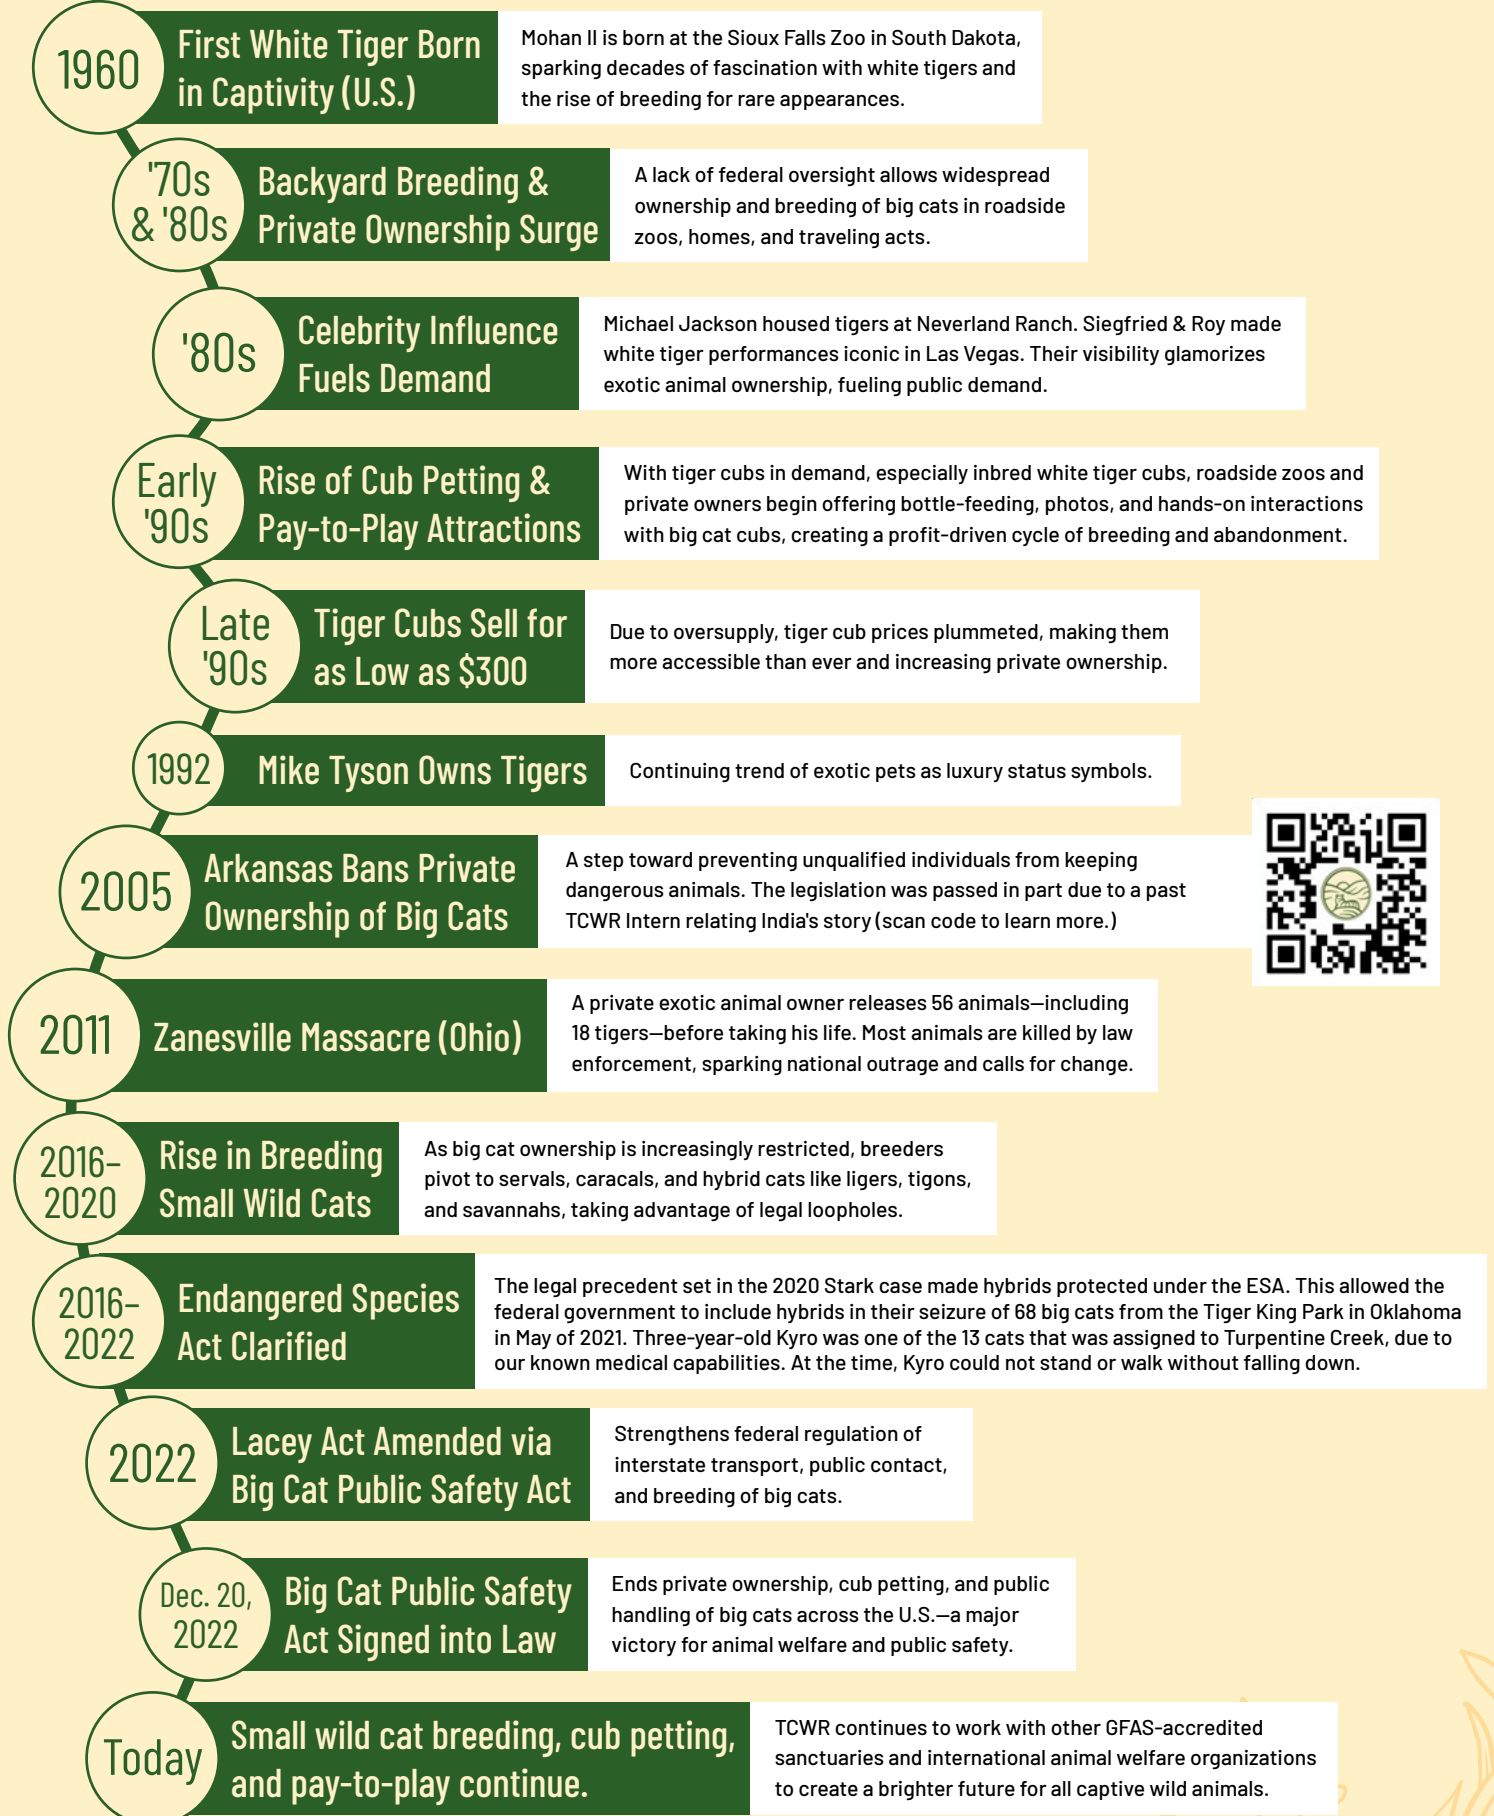 1960
First White Tiger Born
in Captivity (U.S.)
Mohan II is born at the Sioux Falls Zoo in South Dakota,
sparking decades of fascination with white tigers and
the rise of breeding for rare appearances.
'70s
& '80s
Backyard Breeding &
Private Ownership Surge
A lack of federal oversight allows widespread
ownership and breeding of big cats in roadside
zoos, homes, and traveling acts.
'80s
Celebrity Influence
Fuels Demand
Michael Jackson housed tigers at Neverland Ranch. Siegfried & Roy made
white tiger performances iconic in Las Vegas. Their visibility glamorizes
exotic animal ownership, fueling public demand.
Early
'90s
Rise of Cub Petting &
Pay-to-Play Attractions
With tiger cubs in demand, especially inbred white tiger cubs, roadside zoos and
private owners begin offering bottle-feeding, photos, and hands-on interactions
with big cat cubs, creating a profit-driven cycle of breeding and abandonment.
Late
'90s
Tiger Cubs Sell for
as Low as $300
Due to oversupply, tiger cub prices plummeted, making them
more accessible than ever and increasing private ownership.
1992
Mike Tyson Owns Tigers
Continuing trend of exotic pets as luxury status symbols.
2005
Arkansas Bans Private
Ownership of Big Cats
A step toward preventing unqualified individuals from keeping
dangerous animals. The legislation was passed in part due to a past
TCWR Intern relating India's story (scan code to learn more.)
2011
Zanesville Massacre (Ohio)
A private exotic animal owner releases 56 animals—including
18 tigers—before taking his life. Most animals are killed by law
enforcement, sparking national outrage and calls for change.
2016–
2020
Rise in Breeding
Small Wild Cats
As big cat ownership is increasingly restricted, breeders
pivot to servals, caracals, and hybrid cats like ligers, tigons,
and savannahs, taking advantage of legal loopholes.
2016–
2022
Endangered Species
Act Clarified
The legal precedent set in the 2020 Stark case made hybrids protected under the ESA. This allowed the
federal government to include hybrids in their seizure of 68 big cats from the Tiger King Park in Oklahoma
in May of 2021. Three-year-old Kyro was one of the 13 cats that was assigned to Turpentine Creek, due to
our known medical capabilities. At the time, Kyro could not stand or walk without falling down.
2022
Lacey Act Amended via
Big Cat Public Safety Act
Strengthens federal regulation of
interstate transport, public contact,
and breeding of big cats.
Dec. 20,
2022
Big Cat Public Safety
Act Signed into Law
Ends private ownership, cub petting, and public
handling of big cats across the U.S.—a major
victory for animal welfare and public safety.
Today
Small wild cat breeding, cub petting,
and pay-to-play continue.
TCWR continues to work with other GFAS-accredited
sanctuaries and international animal welfare organizations
to create a brighter future for all captive wild animals.